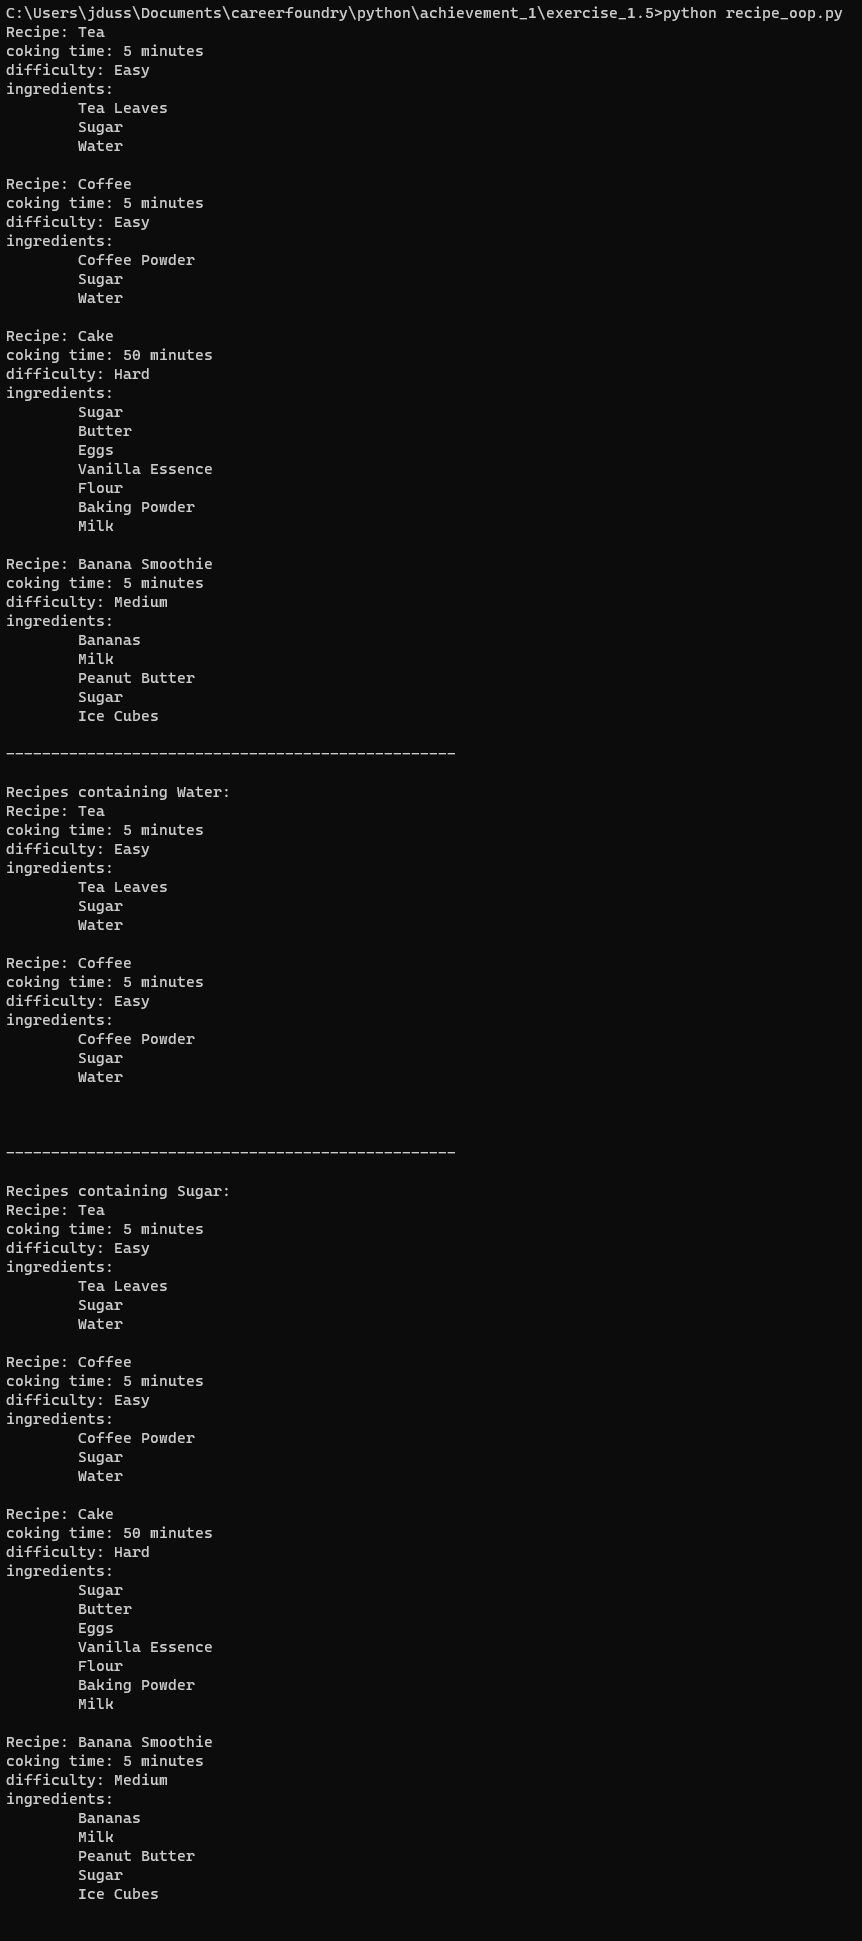 C:\Users\jduss\Documents\careerfoundry\python\achievement_1\exercise_1.5>python recipe_oop.py
Recipe: Tea
coking time: 5 minutes
difficulty: Easy
ingredients:
        Tea Leaves
        Sugar
        Water

Recipe: Coffee
coking time: 5 minutes
difficulty: Easy
ingredients:
        Coffee Powder
        Sugar
        Water

Recipe: Cake
coking time: 50 minutes
difficulty: Hard
ingredients:
        Sugar
        Butter
        Eggs
        Vanilla Essence
        Flour
        Baking Powder
        Milk

Recipe: Banana Smoothie
coking time: 5 minutes
difficulty: Medium
ingredients:
        Bananas
        Milk
        Peanut Butter
        Sugar
        Ice Cubes

--------------------------------------------------

Recipes containing Water:
Recipe: Tea
coking time: 5 minutes
difficulty: Easy
ingredients:
        Tea Leaves
        Sugar
        Water

Recipe: Coffee
coking time: 5 minutes
difficulty: Easy
ingredients:
        Coffee Powder
        Sugar
        Water

--------------------------------------------------

Recipes containing Sugar:
Recipe: Tea
coking time: 5 minutes
difficulty: Easy
ingredients:
        Tea Leaves
        Sugar
        Water

Recipe: Coffee
coking time: 5 minutes
difficulty: Easy
ingredients:
        Coffee Powder
        Sugar
        Water

Recipe: Cake
coking time: 50 minutes
difficulty: Hard
ingredients:
        Sugar
        Butter
        Eggs
        Vanilla Essence
        Flour
        Baking Powder
        Milk

Recipe: Banana Smoothie
coking time: 5 minutes
difficulty: Medium
ingredients:
        Bananas
        Milk
        Peanut Butter
        Sugar
        Ice Cubes